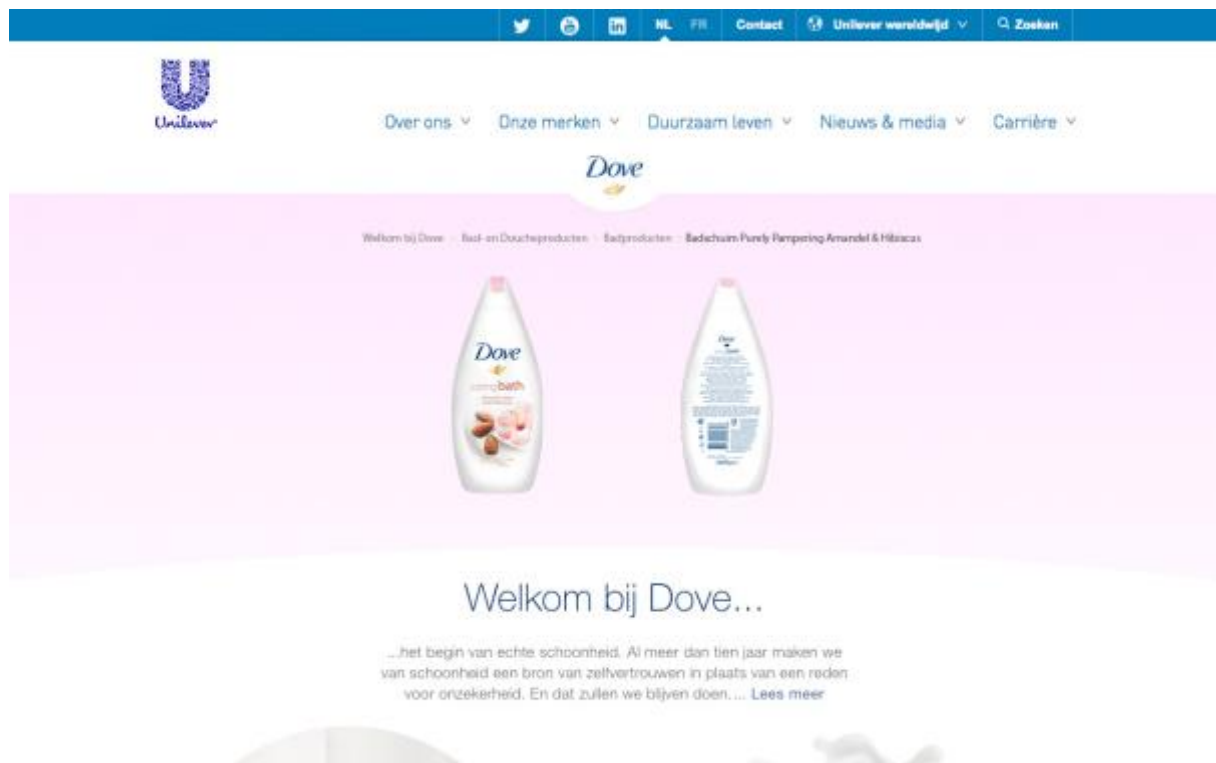 NL FR Contact Unilever wereldwijd Zoeken
Unilever
Over ons Onze merken Duurzaam leven Nieuws & media Carrière
Dove
Welkom bij Dove Bad- en Doucheproducten Badproducten Badschuim Purely Pampering Amandel & Hibiscus
Dove
caring bath
Dove
Welkom bij Dove...
...het begin van echte schoonheid. Al meer dan tien jaar maken we
van schoonheid een bron van zelfvertrouwen in plaats van een reden
voor onzekerheid. En dat zullen we blijven doen.... Lees meer